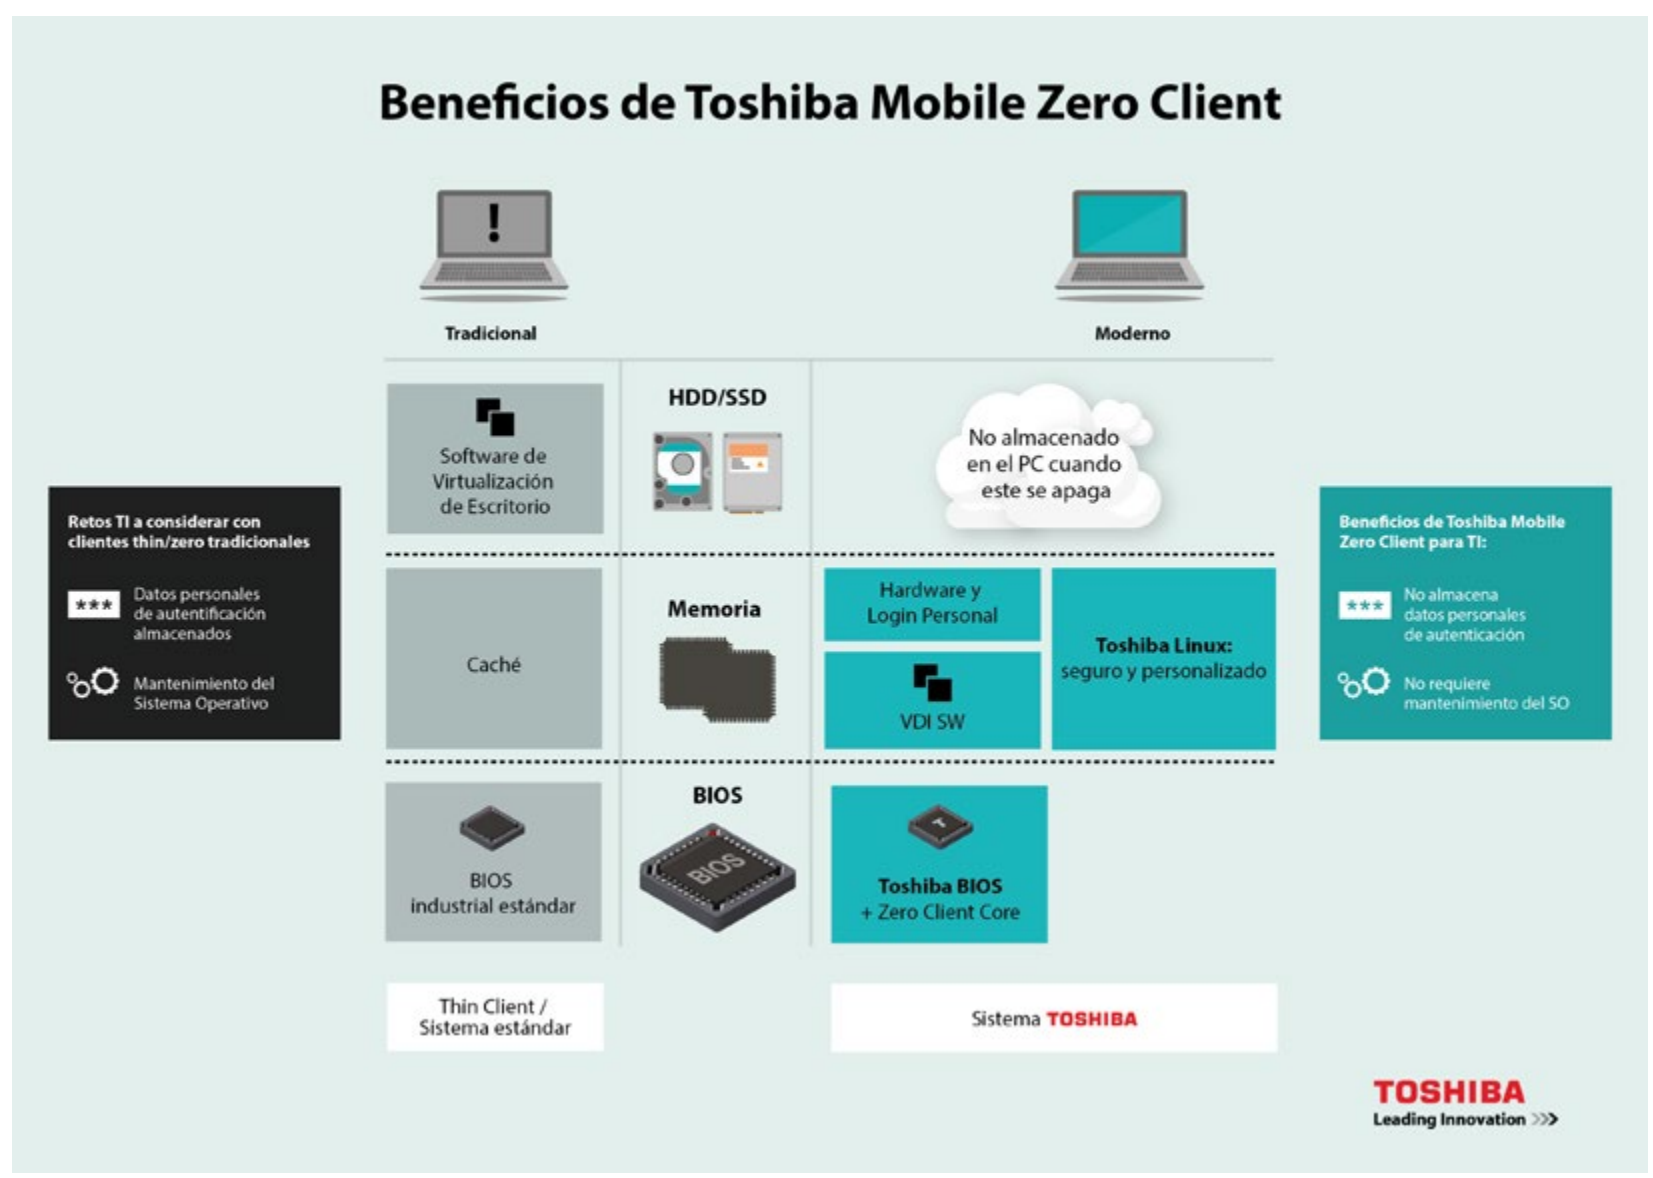 Beneficios de Toshiba Mobile Zero Client
!
Tradicional
Moderno
Software de
Virtualización
de Escritorio
HDD/SSD
No almacenado
en el PC cuando
este se apaga
Retos TI a considerar con
clientes thin/zero tradicionales
***
Datos personales
de autentificación
almacenados
Mantenimiento del
Sistema Operativo
Caché
Memoria
Hardware y
Login Personal
VDI SW
Toshiba Linux:
seguro y personalizado
Beneficios de Toshiba Mobile
Zero Client para TI:
***
No almacena
datos personales
de autenticación
No requiere
mantenimiento del SO
BIOS
industrial estándar
BIOS
BIOS
T
Toshiba BIOS
+ Zero Client Core
Thin Client /
Sistema estándar
Sistema TOSHIBA
TOSHIBA
Leading Innovation >>>